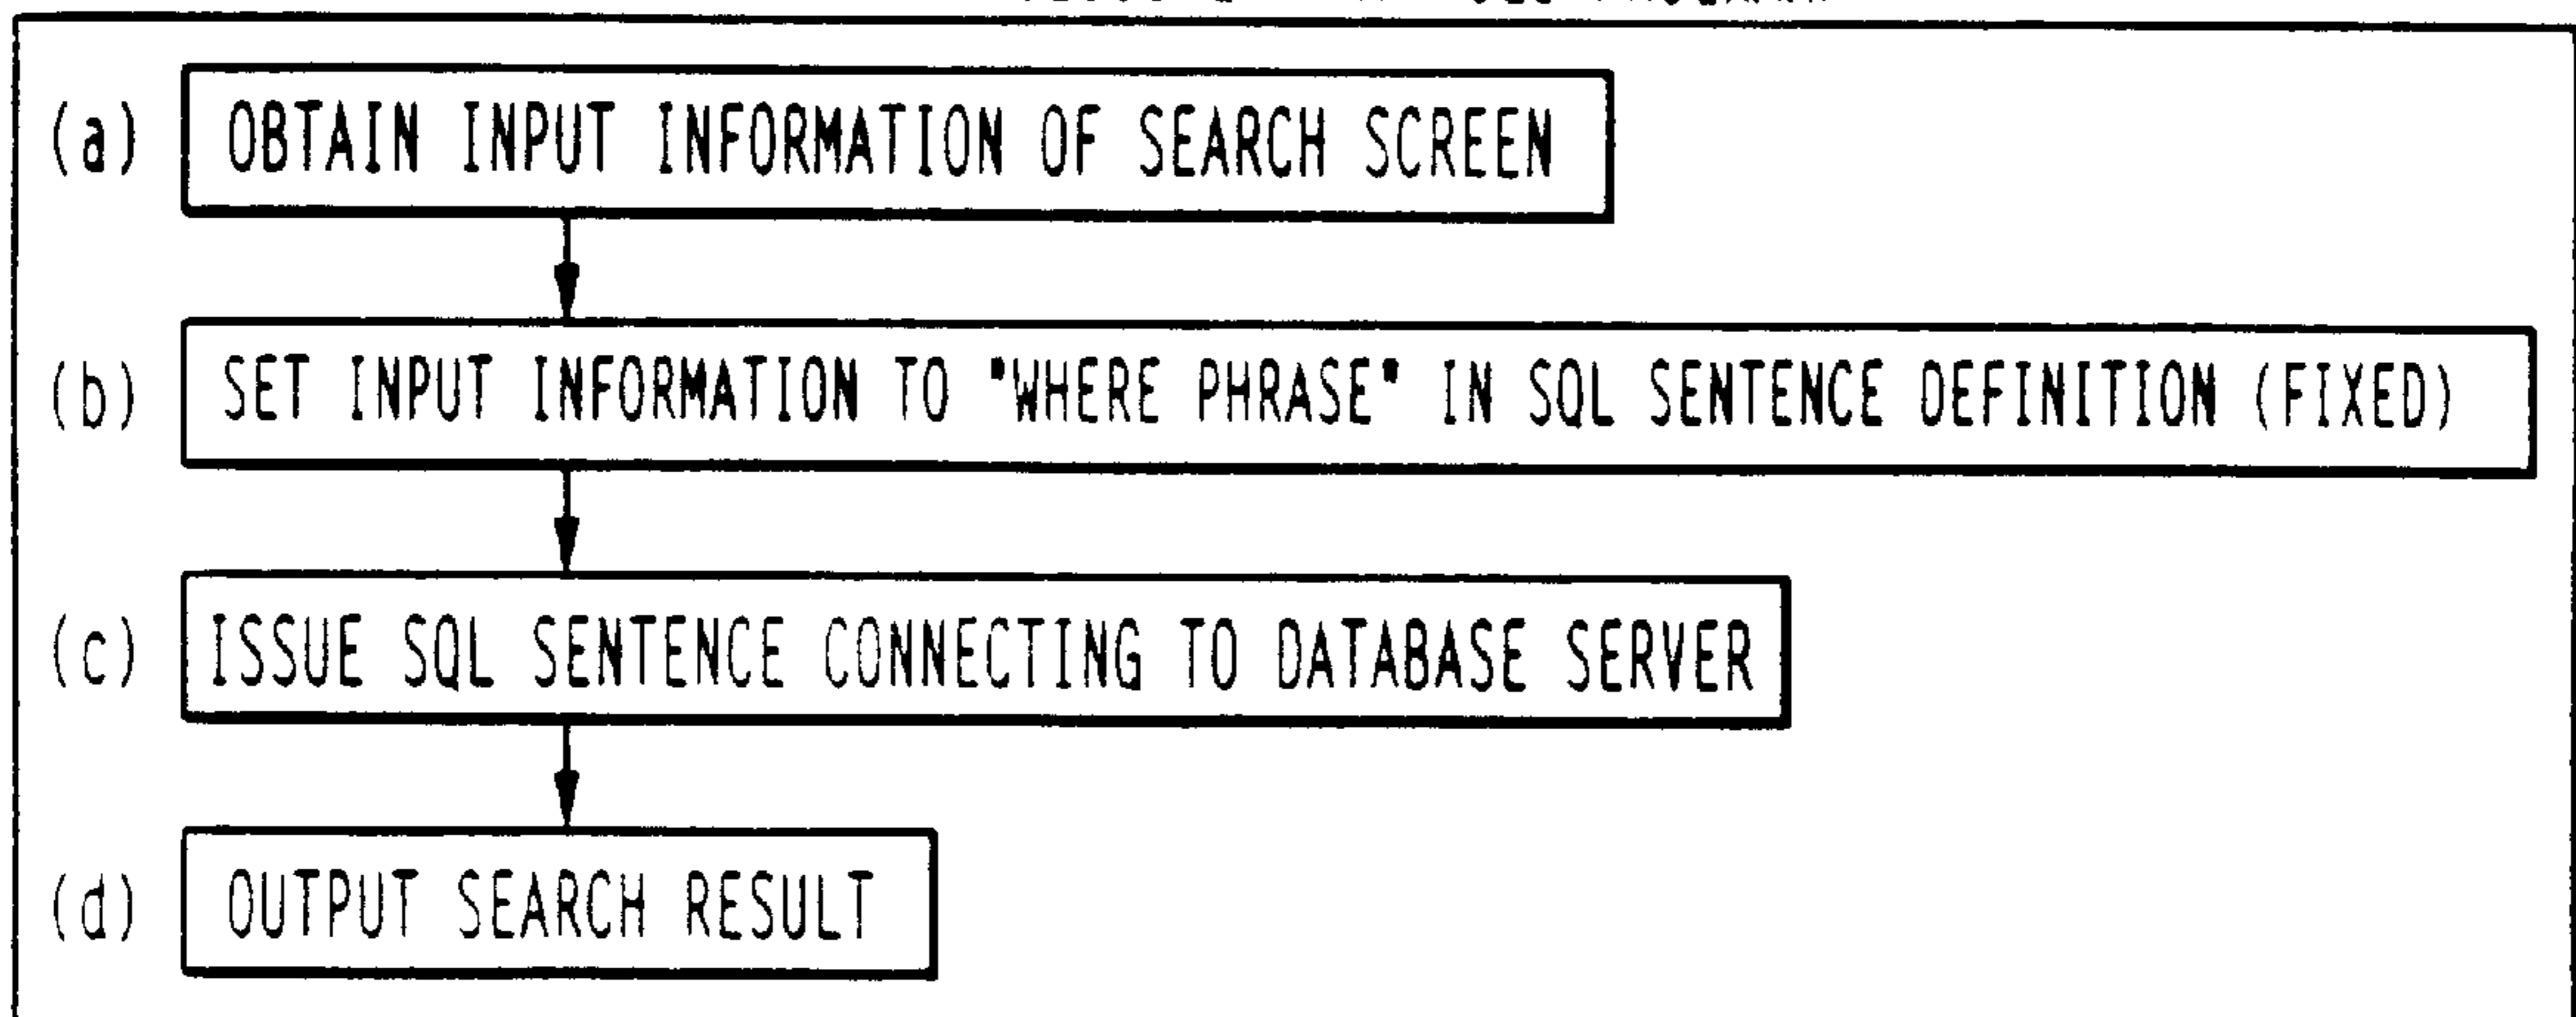 (a) OBTAIN INPUT INFORMATION OF SEARCH SCREEN
(b) SET INPUT INFORMATION TO "WHERE PHRASE" IN SQL SENTENCE DEFINITION (FIXED)
(c) ISSUE SQL SENTENCE CONNECTING TO DATABASE SERVER
(d) OUTPUT SEARCH RESULT